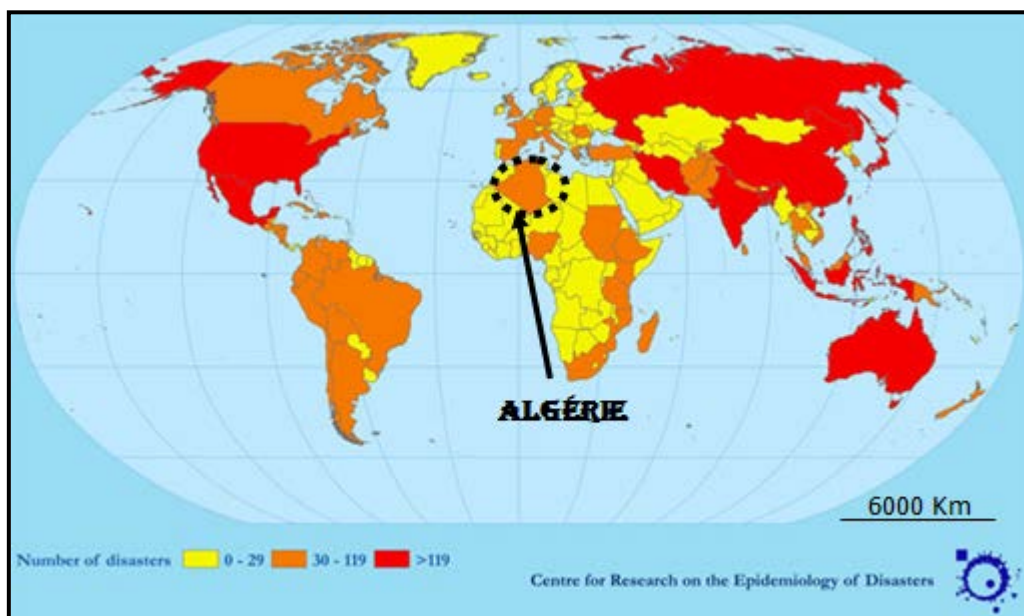 ALGÉRIE
6000 Km
Number of disasters 0 - 29 30 - 119 >119
Centre for Research on the Epidemiology of Disasters